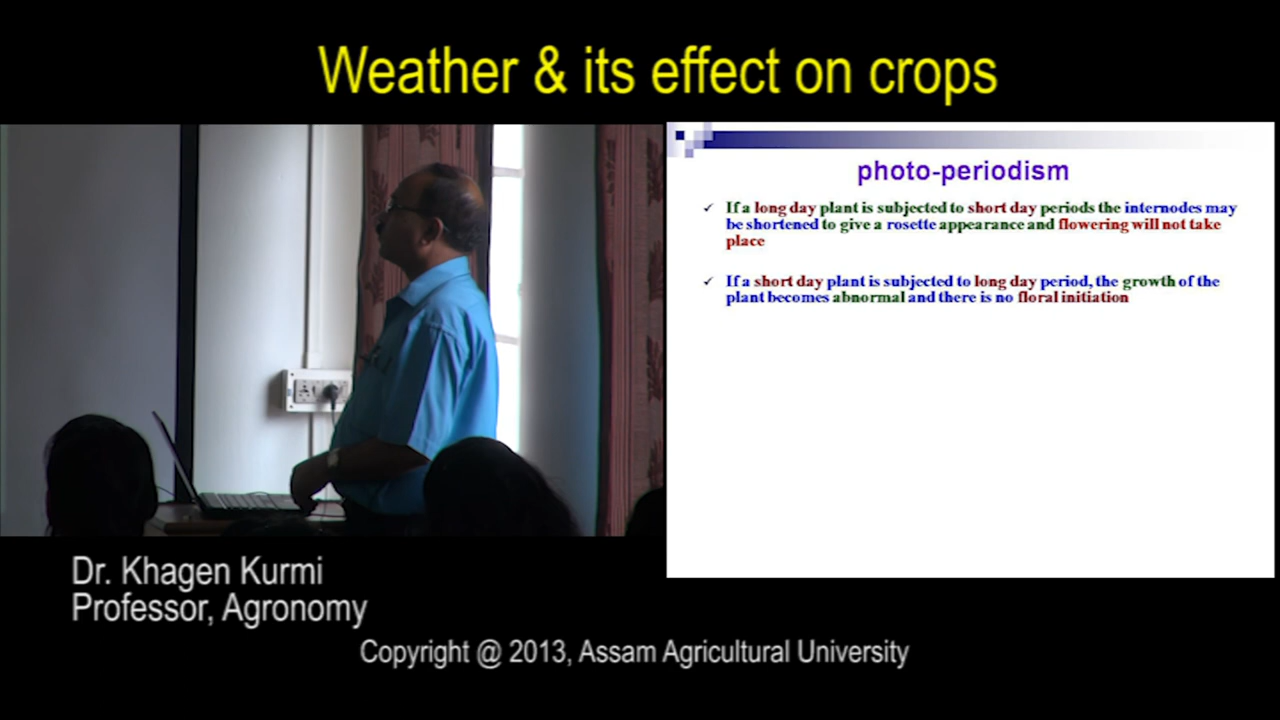 Weather & its effect on crops
photo-periodism
If a long day plant is subjected to short day periods the internodes may
be shortened to give a rosette appearance and flowering will not take
place
If a short day plant is subjected to long day period, the growth of the
plant becomes abnormal and there is no floral initiation
Dr. Khagen Kurmi
Professor, Agronomy
Copyright @ 2013, Assam Agricultural University